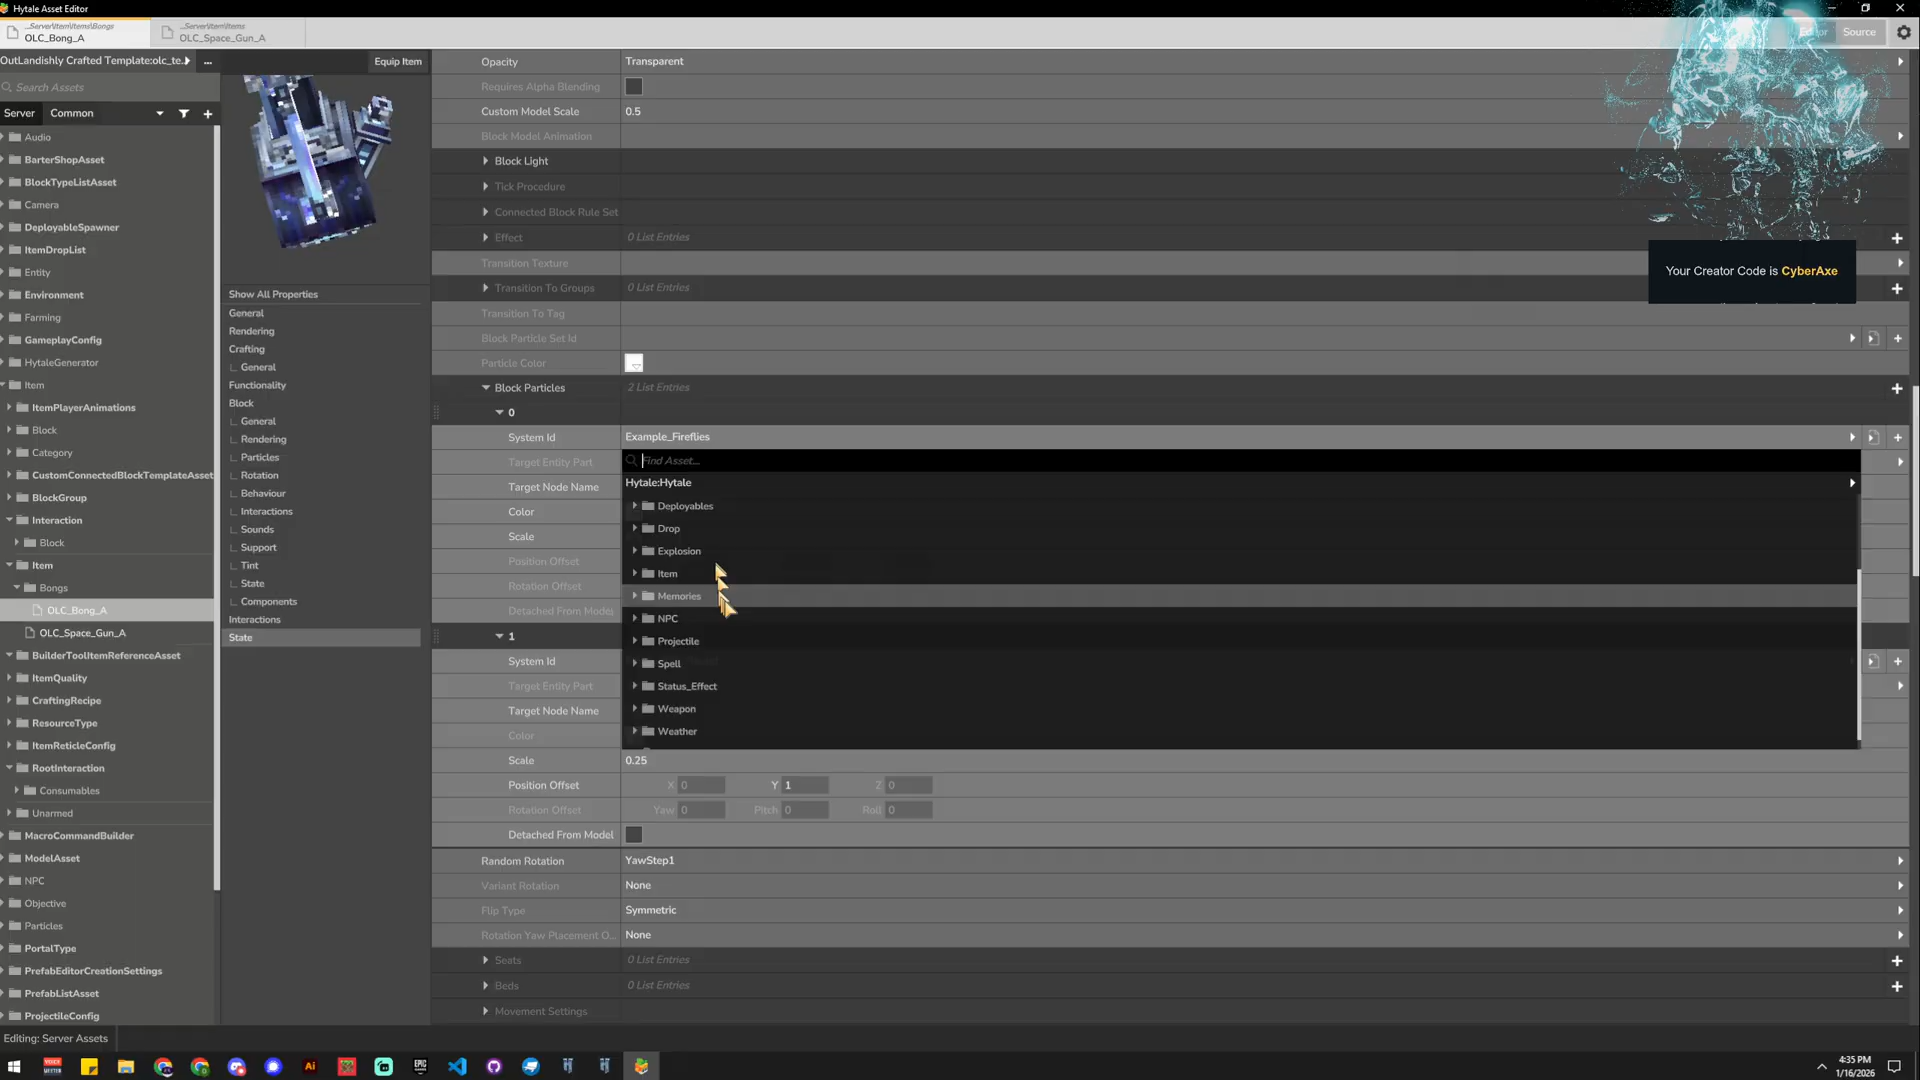 Hytale Asset Editor
...Server\Item\Items\Bongs
OLC_Bong_A
...Server\Item\Items
OLC_Space_Gun_A
Source
OutLandishly Crafted Template:olc_te...
...
Equip Item
Search Assets
Server
Common
Audio
BarterShopAsset
BlockTypeListAsset
Camera
DeployableSpawner
ItemDropList
Entity
Environment
Farming
GameplayConfig
HytaleGenerator
Item
ItemPlayerAnimations
Block
Category
CustomConnectedBlockTemplateAsset
BlockGroup
Interaction
Block
Item
Bongs
OLC_Bong_A
OLC_Space_Gun_A
BuilderToolItemReferenceAsset
ItemQuality
CraftingRecipe
ResourceType
ItemReticleConfig
RootInteraction
Consumables
Unarmed
MacroCommandBuilder
ModelAsset
NPC
Objective
Particles
PortalType
PrefabEditorCreationSettings
PrefabListAsset
ProjectileConfig
Show All Properties
General
Rendering
Crafting
General
Functionality
Block
General
Rendering
Particles
Rotation
Behaviour
Interactions
Sounds
Support
Tint
State
Components
Interactions
State
Opacity Transparent
Requires Alpha Blending
Custom Model Scale 0.5
Block Model Animation
Block Light
Tick Procedure
Connected Block Rule Set
Effect 0 List Entries
Transition Texture
Transition To Groups 0 List Entries
Transition To Tag
Block Particle Set Id
Particle Color
Block Particles 2 List Entries
0
System Id Example_Fireflies
Target Entity Part
Target Node Name
Color
Scale
Position Offset
Rotation Offset
Detached From Model
Find Asset...
Hytale:Hytale
Deployables
Drop
Explosion
Item
Memories
NPC
Projectile
Spell
Status_Effect
Weapon
Weather
1
System Id
Target Entity Part
Target Node Name
Color
Scale 0.25
Position Offset X 0 Y 1 Z 0
Rotation Offset Yaw 0 Pitch 0 Roll 0
Detached From Model
Random Rotation YawStep1
Variant Rotation None
Flip Type Symmetric
Rotation Yaw Placement O... None
Seats 0 List Entries
Beds 0 List Entries
Movement Settings
Your Creator Code is CyberAxe
Editing: Server Assets
4:35 PM
1/16/2026